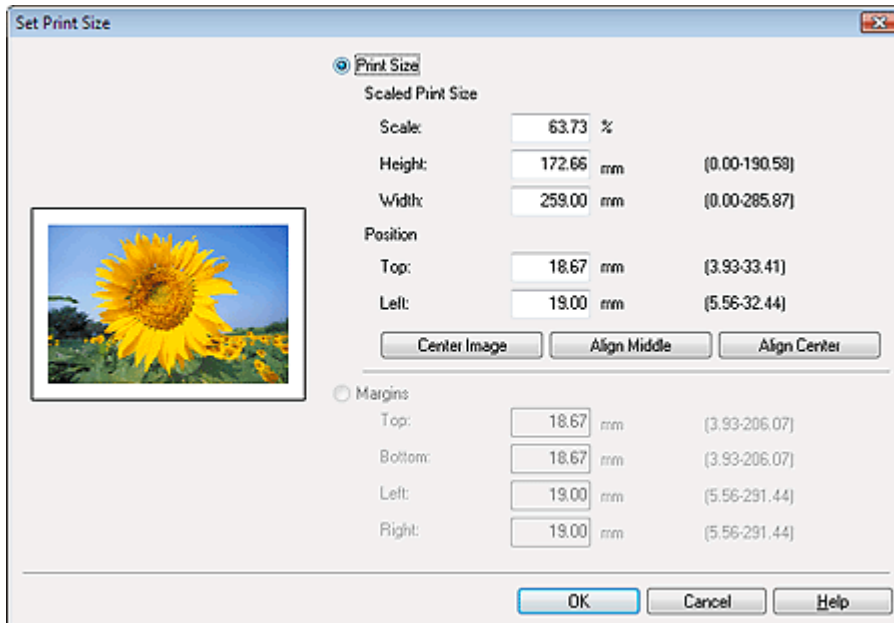 Set Print Size
Print Size
Scaled Print Size
Scale: 63.73 %
Height: 172.66 mm (0.00-190.58)
Width: 259.00 mm (0.00-285.87)
Position
Top: 18.67 mm (3.93-33.41)
Left: 19.00 mm (5.56-32.44)
Center Image Align Middle Align Center
Margins
Top: 18.67 mm (3.93-206.07)
Bottom: 18.67 mm (3.93-206.07)
Left: 19.00 mm (5.56-291.44)
Right: 19.00 mm (5.56-291.44)
OK Cancel Help